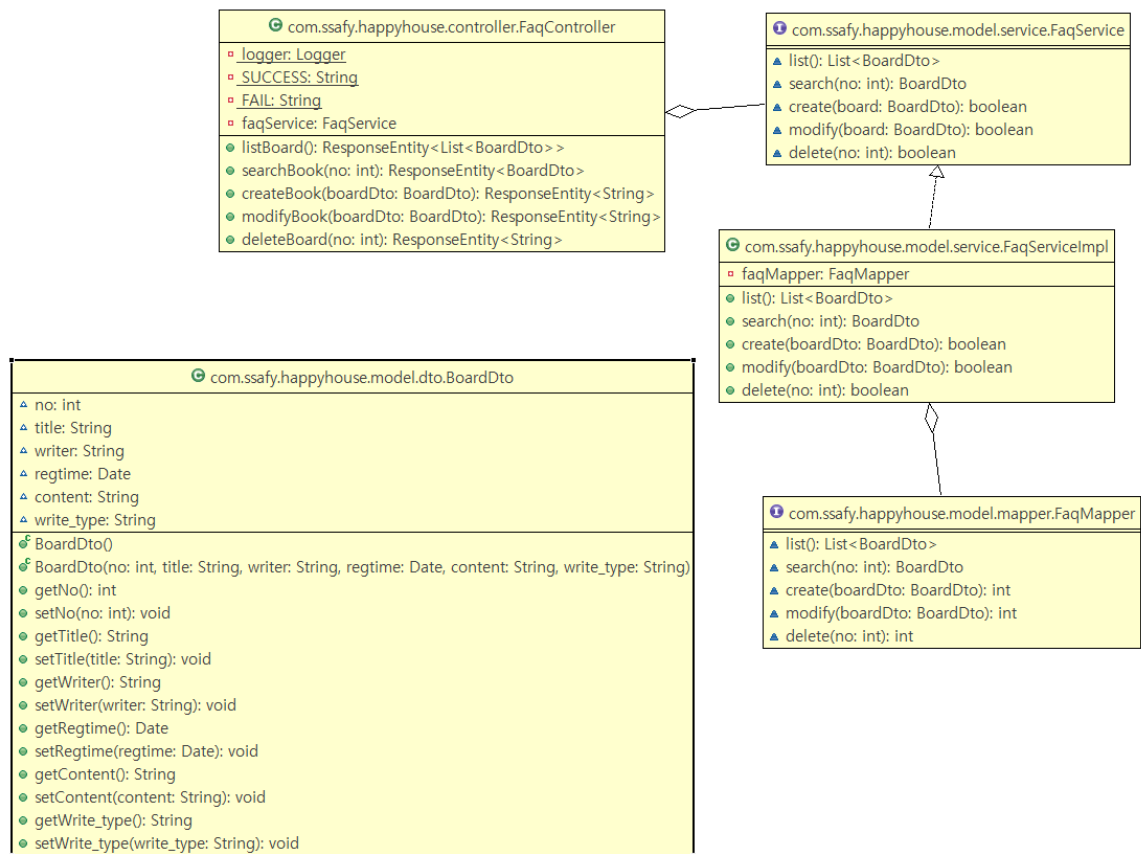 com.ssafy.happyhouse.controller.FaqController
logger: Logger
SUCCESS: String
FAIL: String
faqService: FaqService
listBoard(): ResponseEntity<List<BoardDto>>
searchBook(no: int): ResponseEntity<BoardDto>
createBook(boardDto: BoardDto): ResponseEntity<String>
modifyBook(boardDto: BoardDto): ResponseEntity<String>
deleteBoard(no: int): ResponseEntity<String>
com.ssafy.happyhouse.model.service.FaqService
list(): List<BoardDto>
search(no: int): BoardDto
create(board: BoardDto): boolean
modify(board: BoardDto): boolean
delete(no: int): boolean
com.ssafy.happyhouse.model.service.FaqServiceImpl
faqMapper: FaqMapper
list(): List<BoardDto>
search(no: int): BoardDto
create(boardDto: BoardDto): boolean
modify(boardDto: BoardDto): boolean
delete(no: int): boolean
com.ssafy.happyhouse.model.dto.BoardDto
no: int
title: String
writer: String
regtime: Date
content: String
write_type: String
BoardDto()
BoardDto(no: int, title: String, writer: String, regtime: Date, content: String, write_type: String)
getNo(): int
setNo(no: int): void
getTitle(): String
setTitle(title: String): void
getWriter(): String
setWriter(writer: String): void
getRegtime(): Date
setRegtime(regtime: Date): void
getContent(): String
setContent(content: String): void
getWrite_type(): String
setWrite_type(write_type: String): void
com.ssafy.happyhouse.model.mapper.FaqMapper
list(): List<BoardDto>
search(no: int): BoardDto
create(boardDto: BoardDto): int
modify(boardDto: BoardDto): int
delete(no: int): int